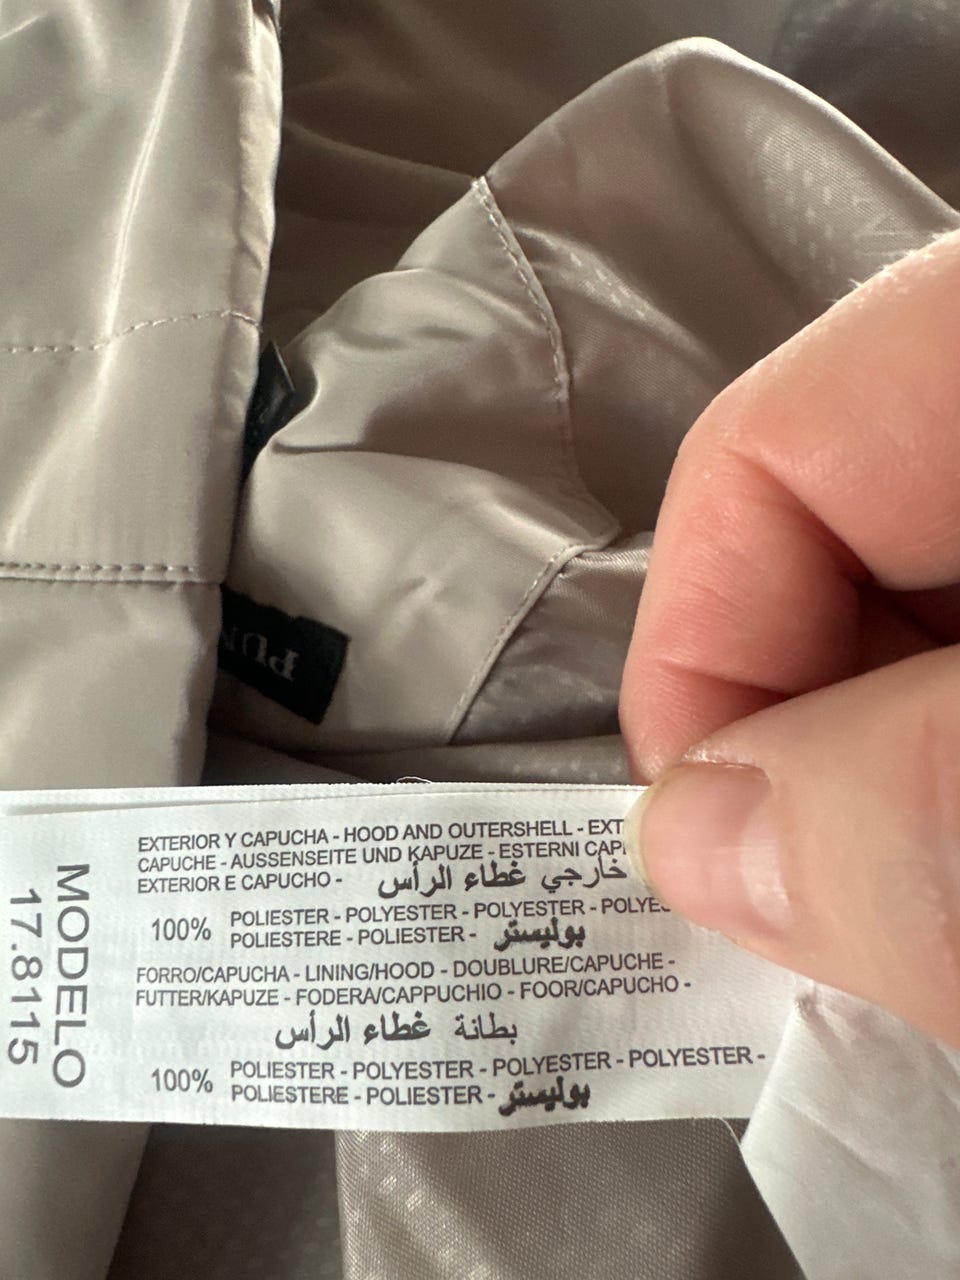 EXTERIOR Y CAPUCHA - HOOD AND OUTERSHELL -
CAPUCHE - AUSSENSEITE UND KAPUZE - ESTERNI
EXTERIOR E CAPUCHO - خارجي غطاء الرأس
100% POLIESTER - POLYESTER - POLYESTER -
POLIESTERE - POLIESTER - بوليستر
FORRO/CAPUCHA - LINING/HOOD - DOUBLURE/CAPUCHE -
FUTTER/KAPUZE - FODERA/CAPPUCHIO - FOOR/CAPUCHO -
بطانة غطاء الرأس
100% POLIESTER - POLYESTER - POLYESTER - POLYESTER -
POLIESTERE - POLIESTER - بوليستر
MODELO
17.8115